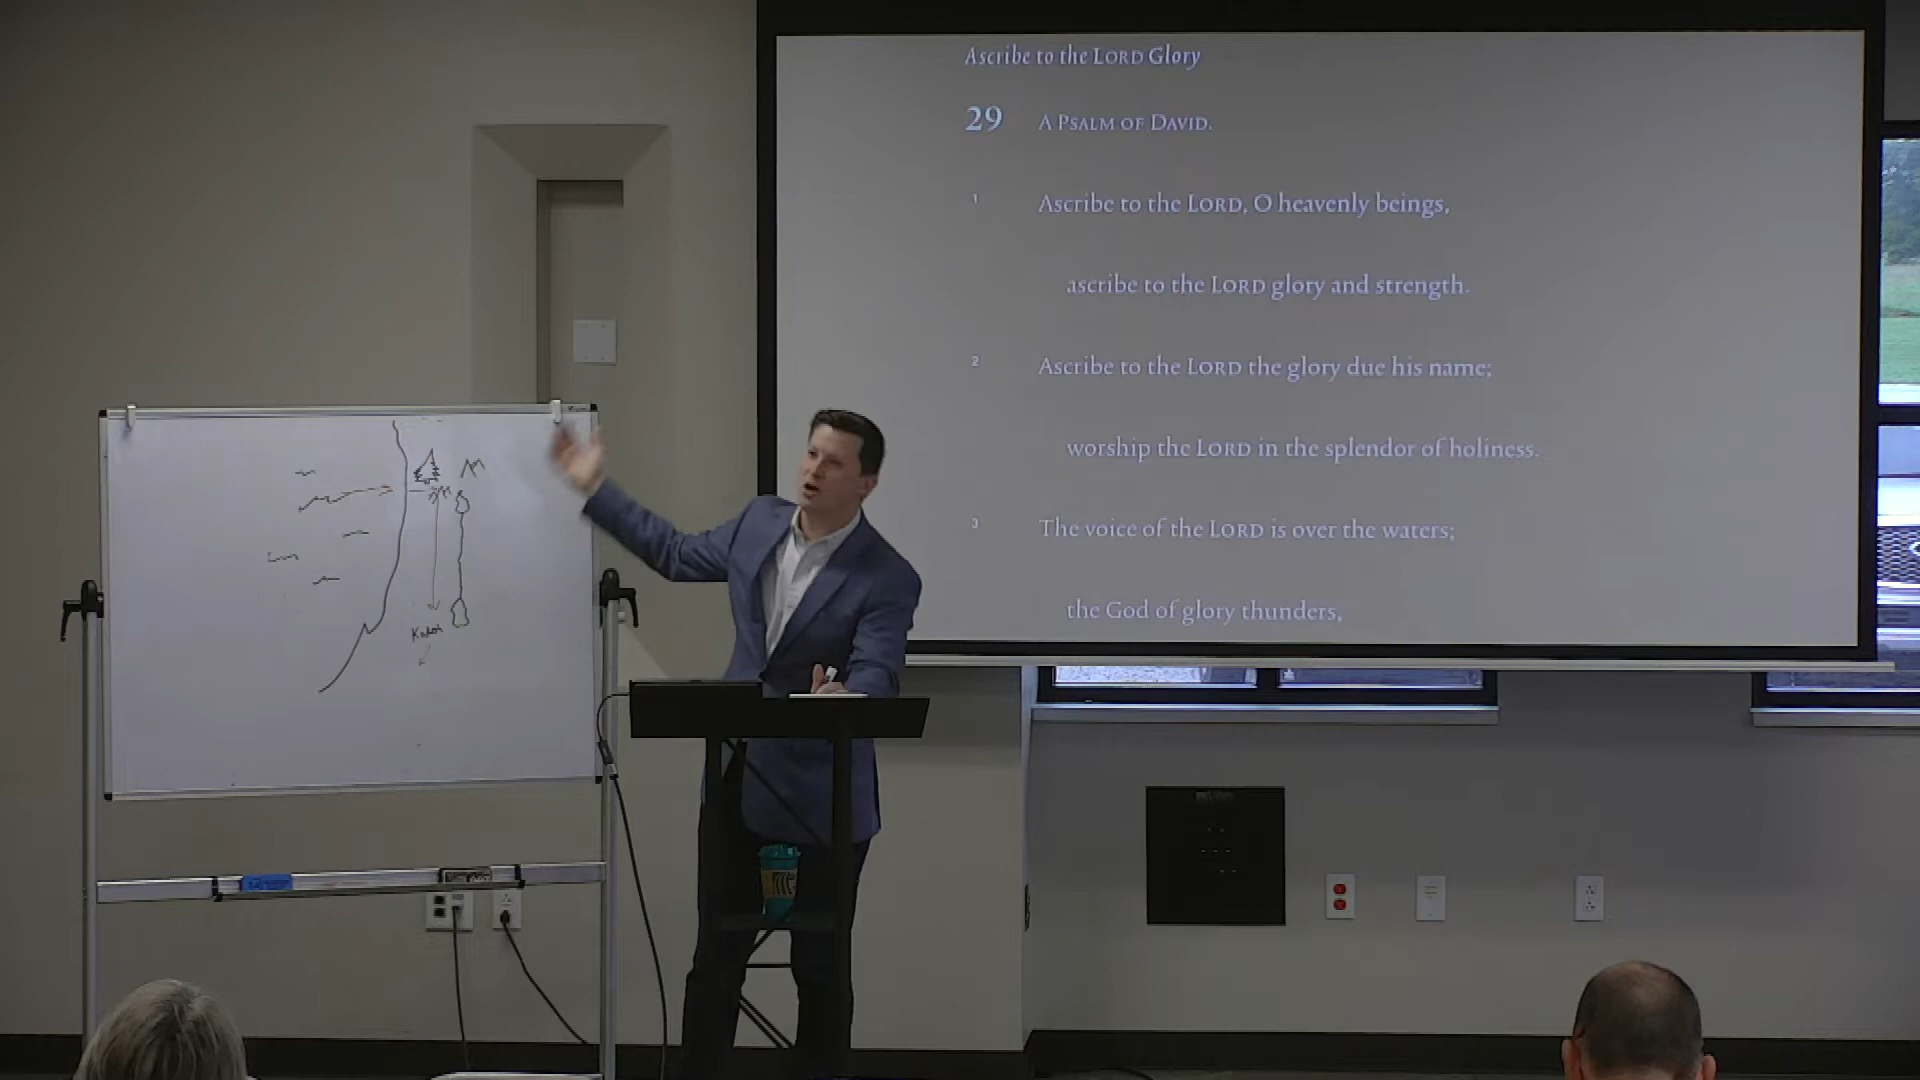 Ascribe to the LORD Glory
29 A PSALM OF DAVID.
1 Ascribe to the LORD, O heavenly beings,
ascribe to the LORD glory and strength.
2 Ascribe to the LORD the glory due his name;
worship the LORD in the splendor of holiness.
3 The voice of the LORD is over the waters;
the God of glory thunders,